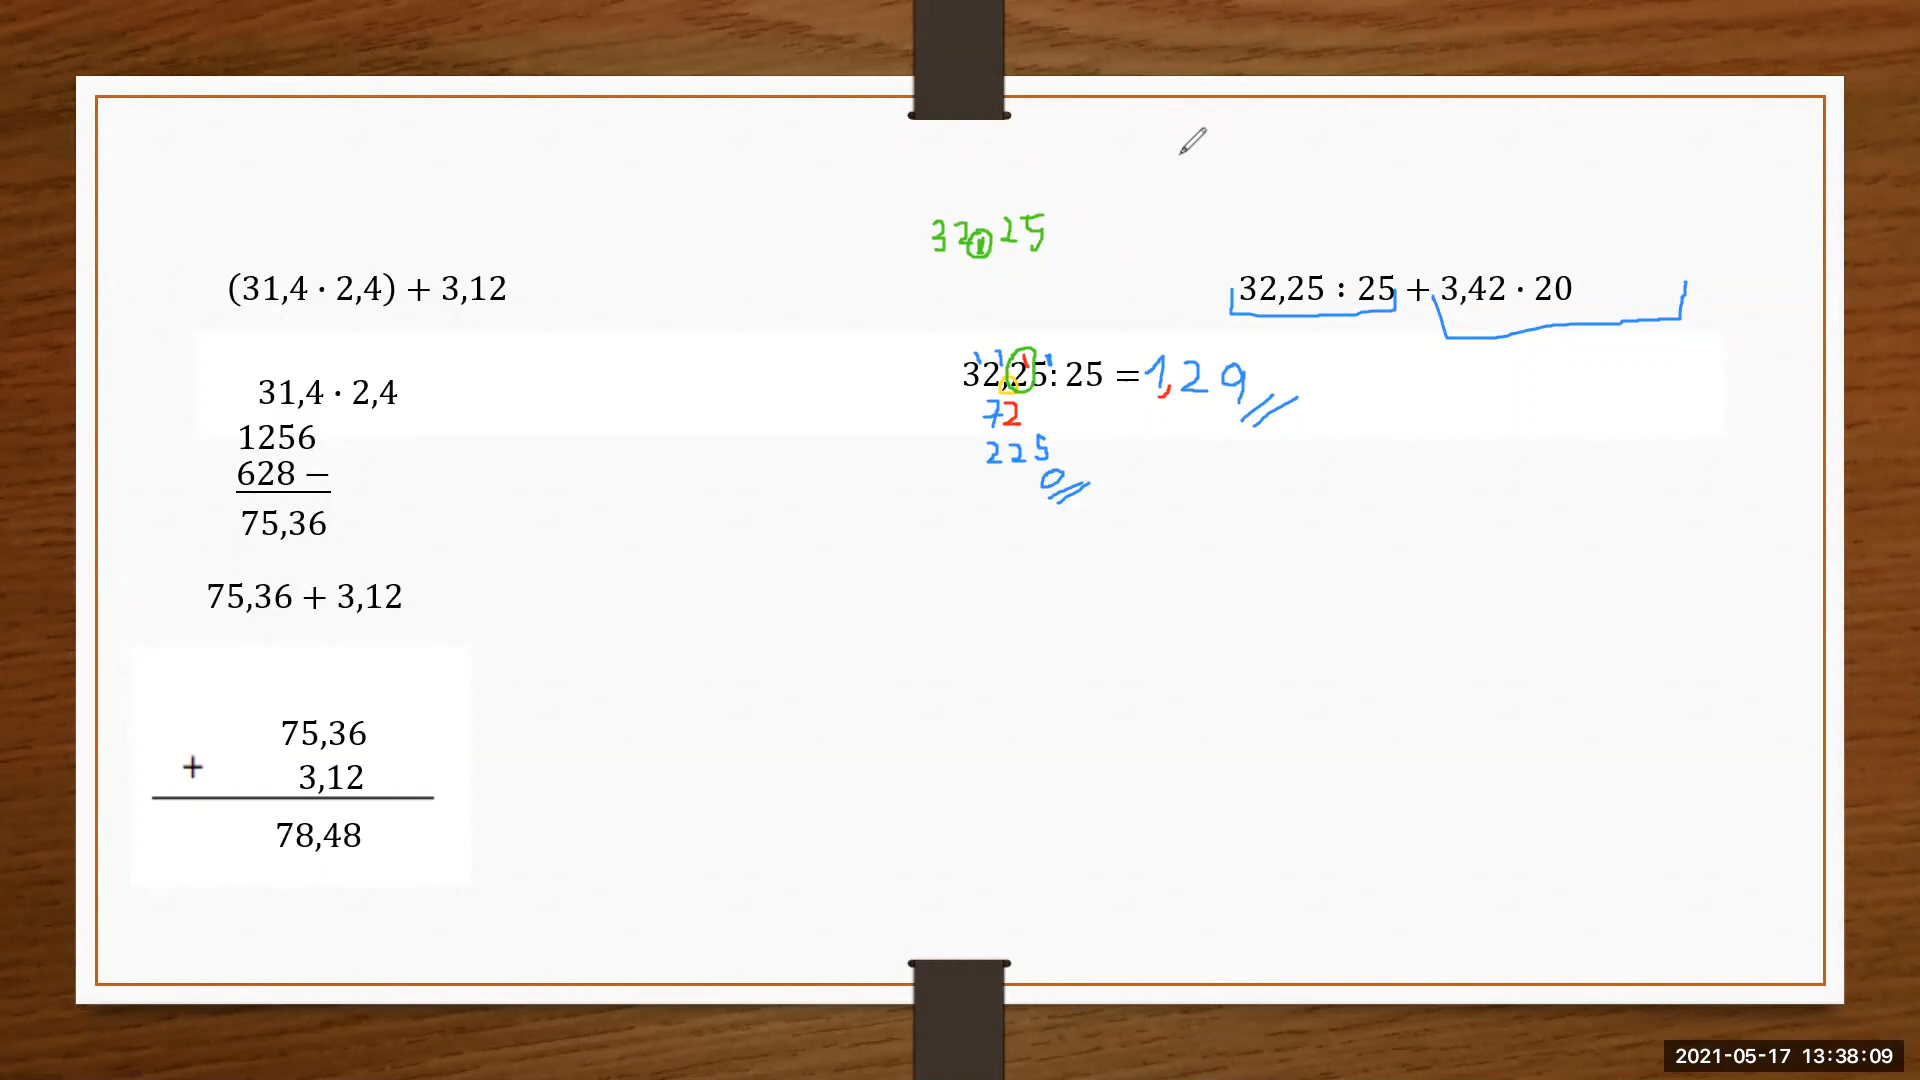 (31,4 · 2,4) + 3,12
31,4 · 2,4
1256
628 −
75,36
75,36 + 3,12
75,36
+
3,12
78,48
32,25
32,25 : 25 + 3,42 · 20
32,25: 25 = 1,29
72
225
0
2021-05-17 13:38:09